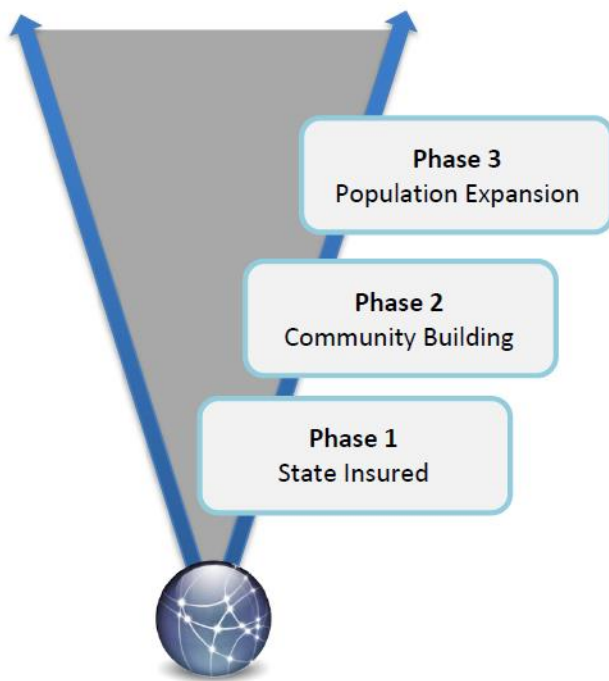 Phase 3
Population Expansion
Phase 2
Community Building
Phase 1
State Insured